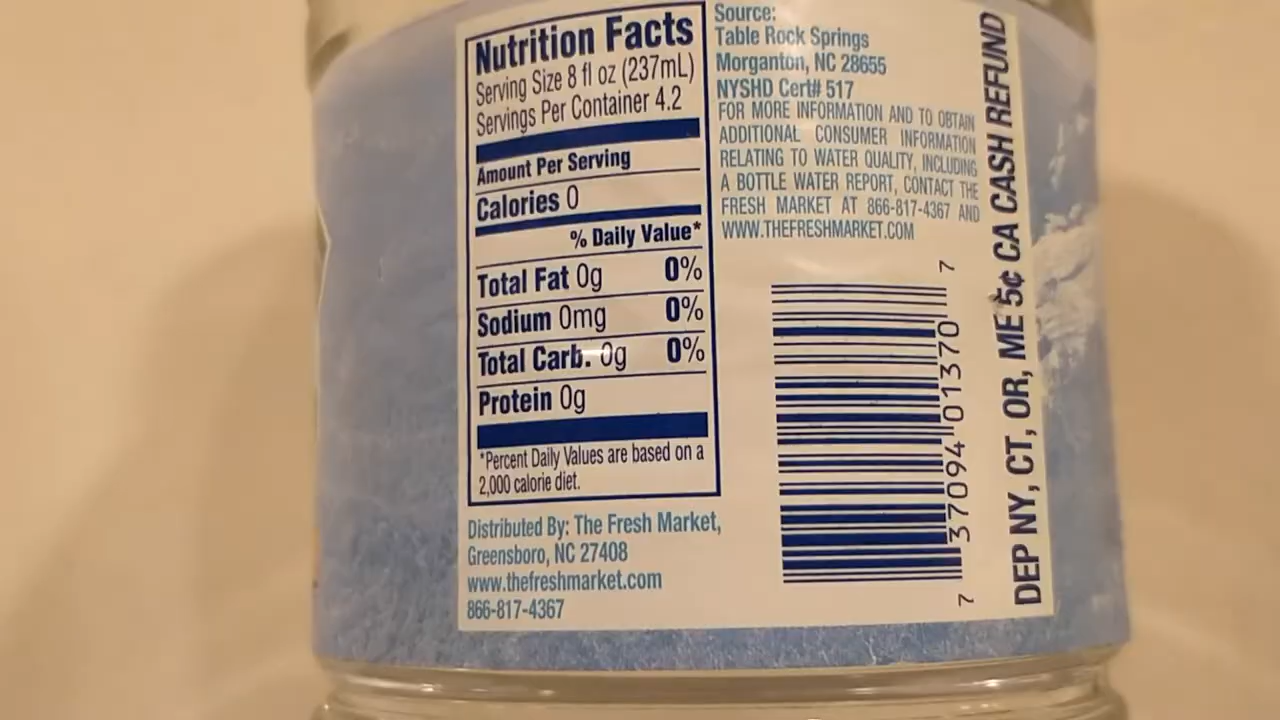 Nutrition Facts
Serving Size 8 fl oz (237mL)
Servings Per Container 4.2
Amount Per Serving
Calories 0
% Daily Value*
Total Fat 0g 0%
Sodium 0mg 0%
Total Carb. 0g 0%
Protein 0g
*Percent Daily Values are based on a
2,000 calorie diet.
Distributed By: The Fresh Market,
Greensboro, NC 27408
www.thefreshmarket.com
866-817-4367
Source:
Table Rock Springs
Morganton, NC 28655
NYSHD Cert# 517
FOR MORE INFORMATION AND TO OBTAIN
ADDITIONAL CONSUMER INFORMATION
RELATING TO WATER QUALITY, INCLUDING
A BOTTLE WATER REPORT, CONTACT THE
FRESH MARKET AT 866-817-4367 AND
WWW.THEFRESHMARKET.COM
7 37094 01370 7
DEP NY, CT, OR, ME 5¢ CA CASH REFUND